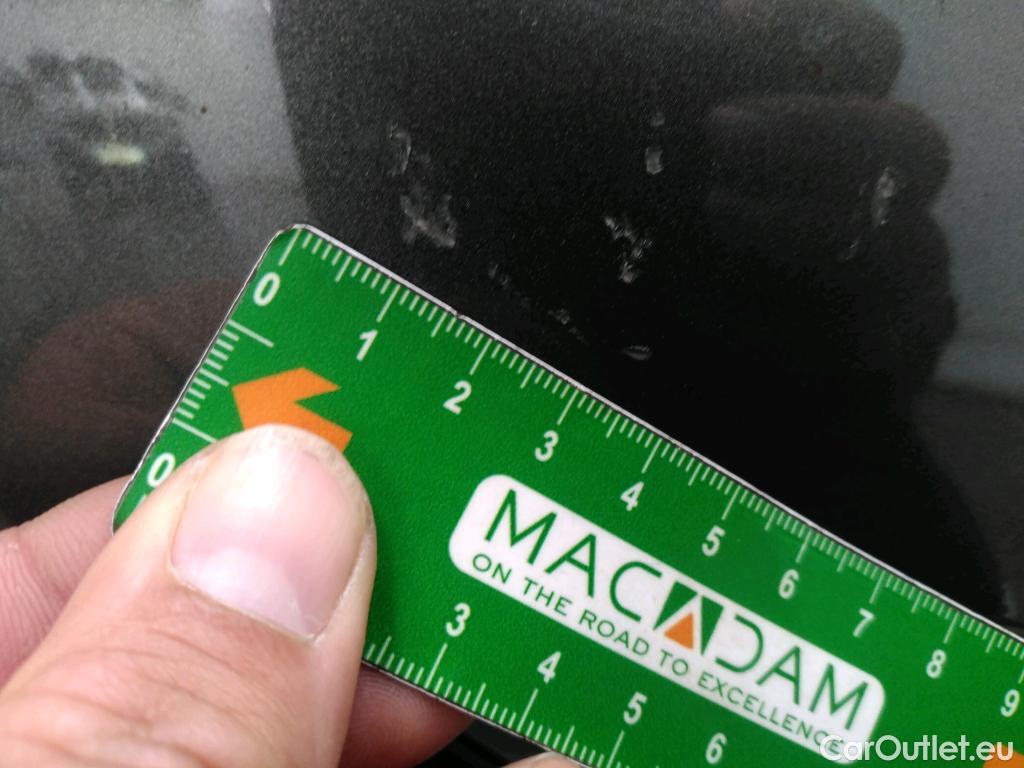 0 1 2 3 4 5 6 7 8 9
0
MACADAM
ON THE ROAD TO EXCELLENCE
3 4 5 6
CarOutlet.eu